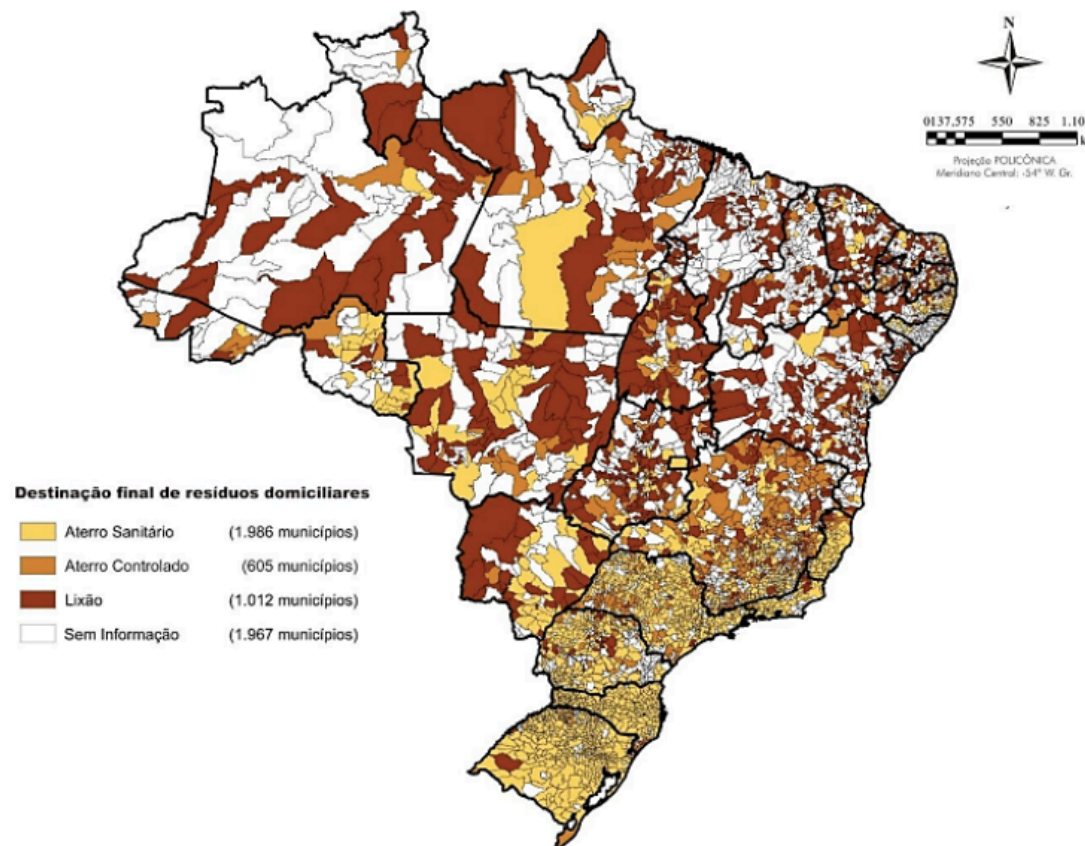 N
0137,575 550 825 1.10
k
Projeção POLICÔNICA
Meridiano Central: -54° W. Gr.
Destinação final de resíduos domiciliares
Aterro Sanitário (1.986 municípios)
Aterro Controlado (605 municípios)
Lixão (1.012 municípios)
Sem Informação (1.967 municípios)